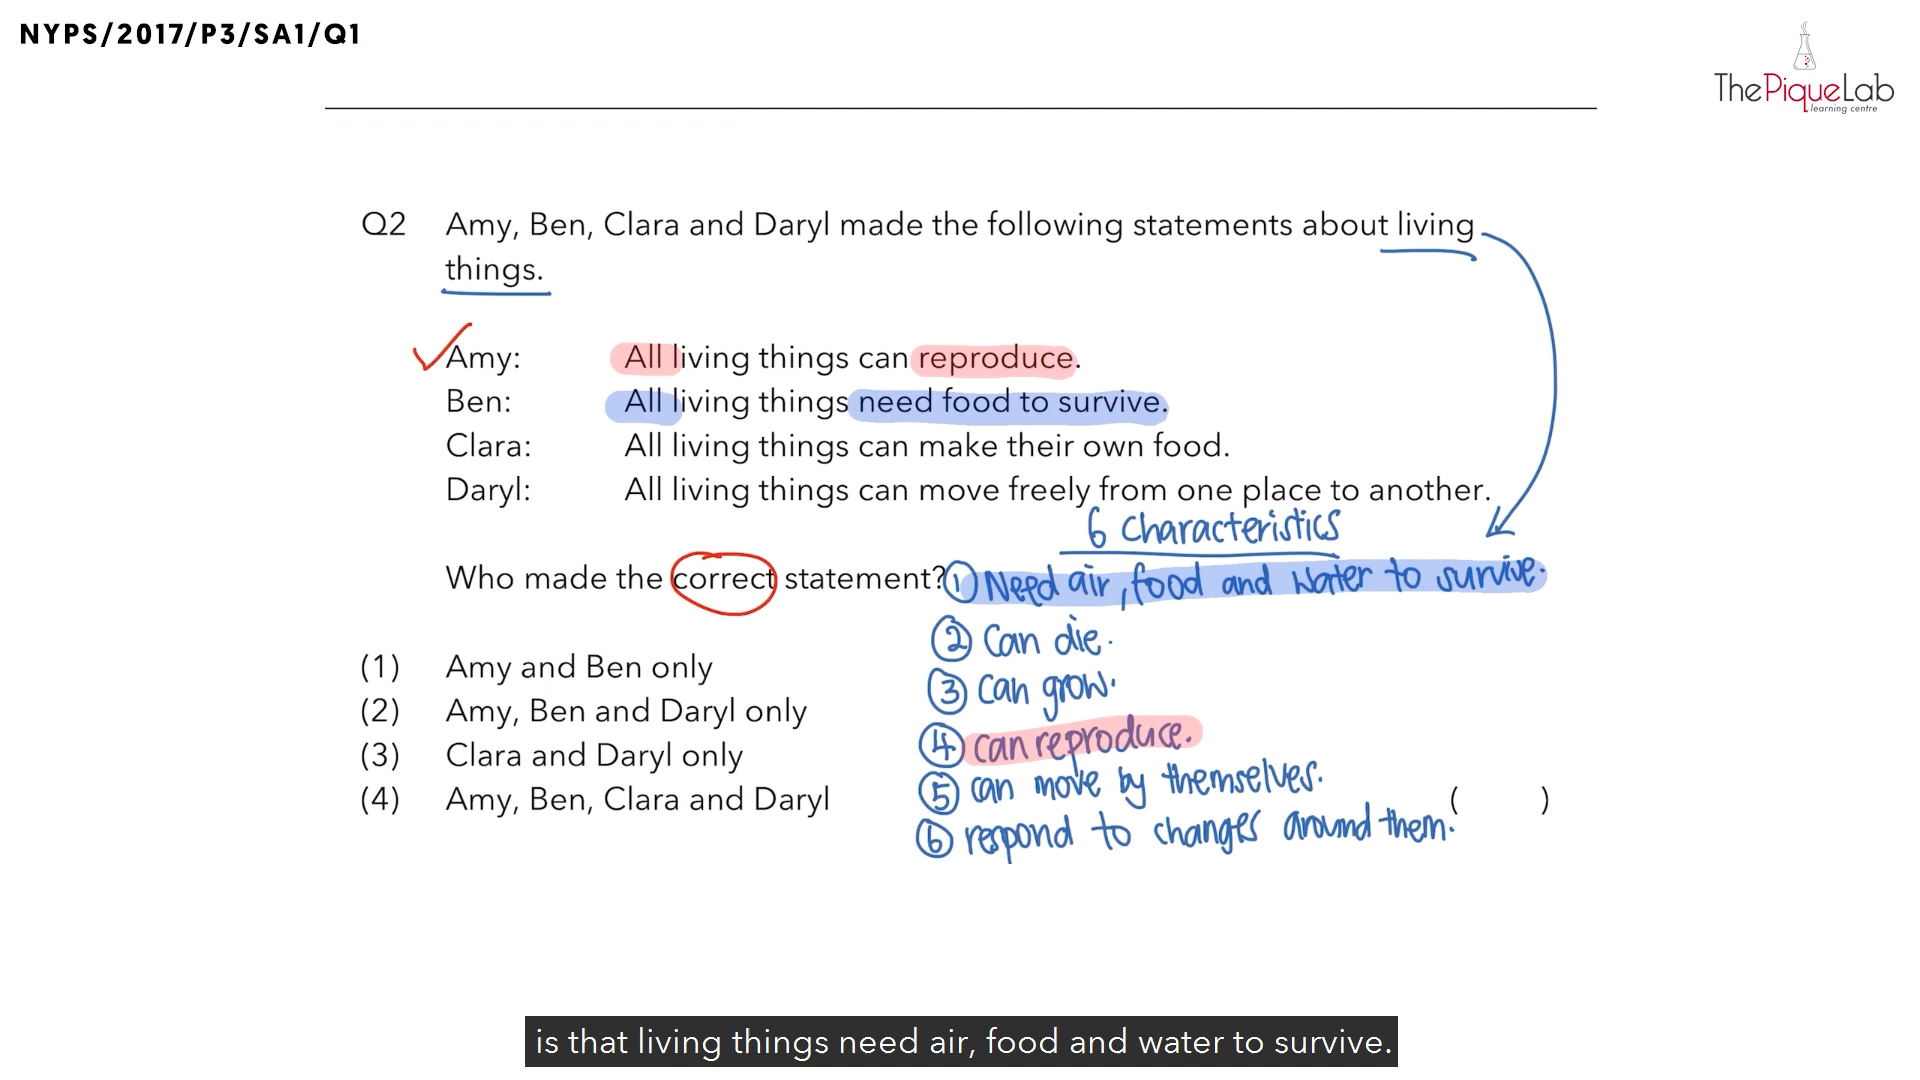 NYPS/2017/P3/SA1/Q1
ThePiqueLab
learning centre
Q2 Amy, Ben, Clara and Daryl made the following statements about living
things.
Amy: All living things can reproduce.
Ben: All living things need food to survive.
Clara: All living things can make their own food.
Daryl: All living things can move freely from one place to another.
6 Characteristics
Who made the correct statement?
① Need air, food and water to survive.
② Can die.
③ Can grow.
④ can reproduce.
⑤ can move by themselves.
⑥ respond to changes around them.
(1) Amy and Ben only
(2) Amy, Ben and Daryl only
(3) Clara and Daryl only
(4) Amy, Ben, Clara and Daryl
( )
is that living things need air, food and water to survive.